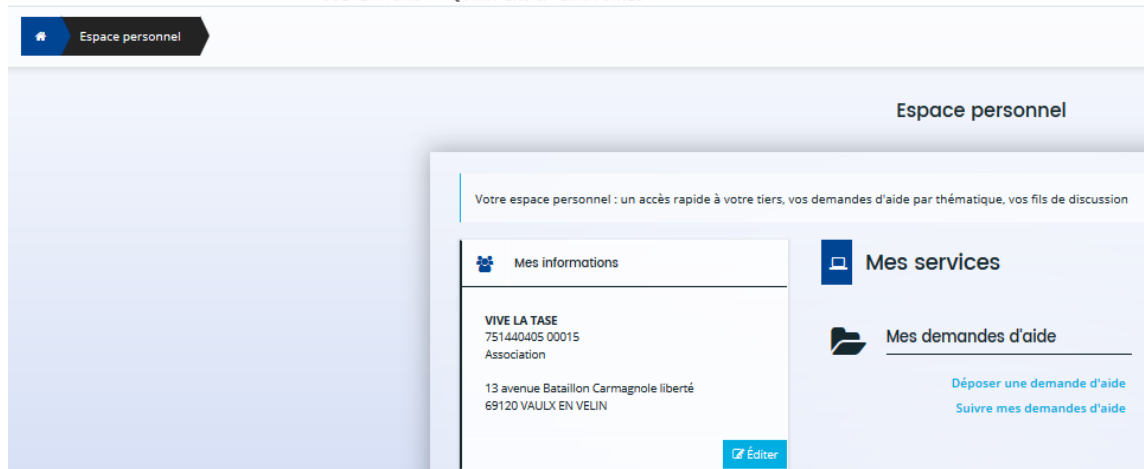 Espace personnel
Espace personnel
Votre espace personnel : un accès rapide à votre tiers, vos demandes d'aide par thématique, vos fils de discussion
Mes informations
VIVE LA TASE
751440405 00015
Association
13 avenue Bataillon Carmagnole liberté
69120 VAULX EN VELIN
Éditer
Mes services
Mes demandes d'aide
Déposer une demande d'aide
Suivre mes demandes d'aide